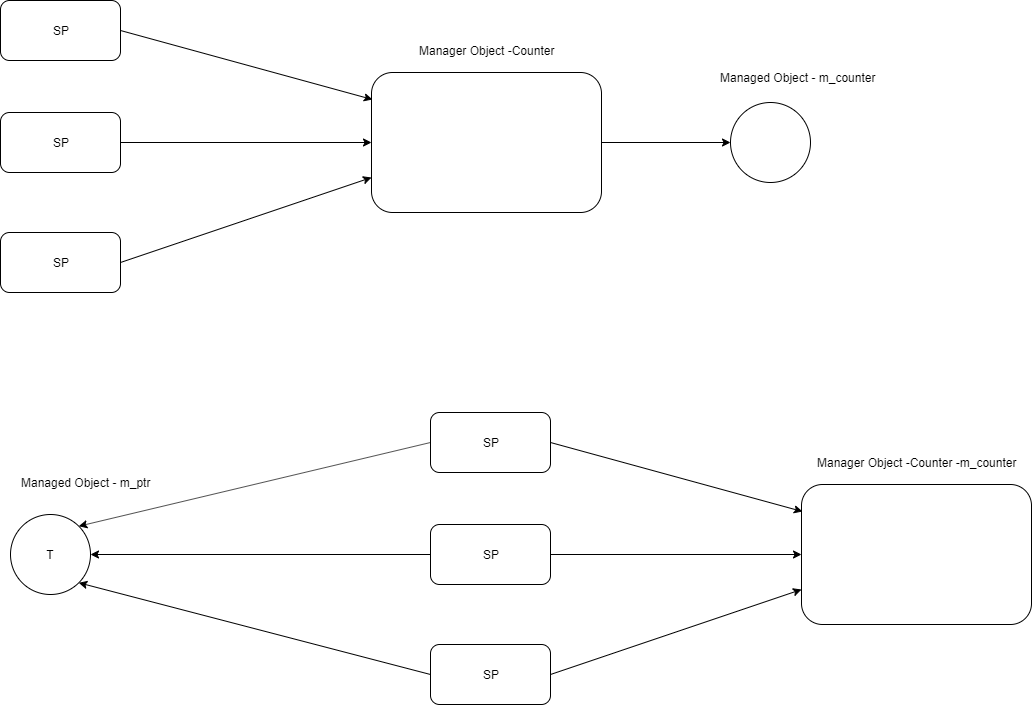 SP
Manager Object -Counter
Managed Object - m_counter
SP
SP
SP
Manager Object -Counter -m_counter
Managed Object - m_ptr
T
SP
SP